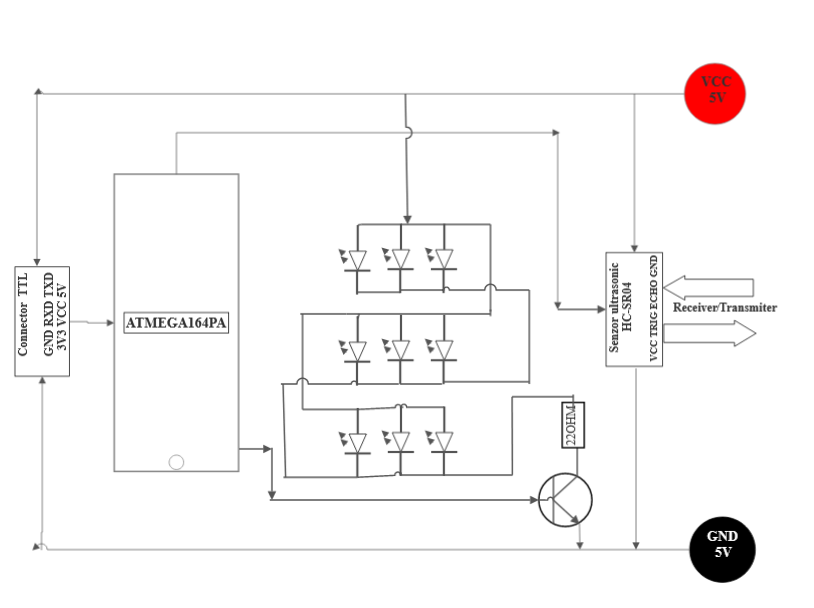 VCC
5V
Connector TTL
GND RXD TXD
3V3 VCC 5V
ATMEGA164PA
Senzor ultrasonic
HC-SR04
VCC TRIG ECHO GND
Receiver/Transmiter
22OHM
GND
5V